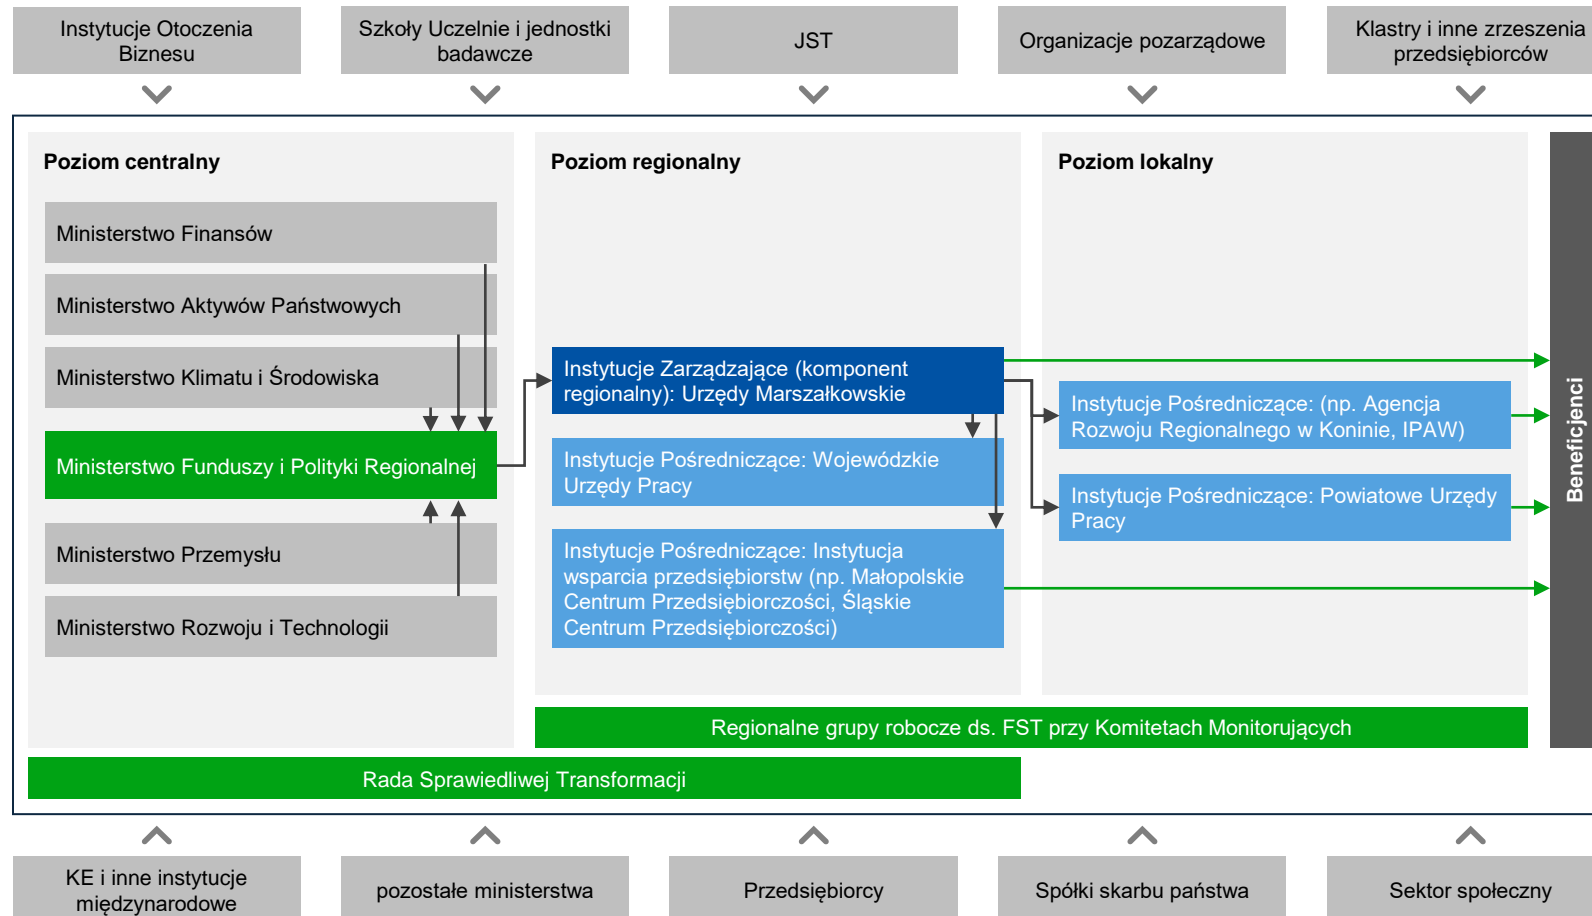 Instytucje Otoczenia
Biznesu
Szkoły Uczelnie i jednostki
badawcze
JST
Organizacje pozarządowe
Klastry i inne zrzeszenia
przedsiębiorców
Poziom centralny
Ministerstwo Finansów
Ministerstwo Aktywów Państwowych
Ministerstwo Klimatu i Środowiska
Ministerstwo Funduszy i Polityki Regionalnej
Ministerstwo Przemysłu
Ministerstwo Rozwoju i Technologii
Poziom regionalny
Instytucje Zarządzające (komponent
regionalny): Urzędy Marszałkowskie
Instytucje Pośredniczące: Wojewódzkie
Urzędy Pracy
Instytucje Pośredniczące: Instytucja
wsparcia przedsiębiorstw (np. Małopolskie
Centrum Przedsiębiorczości, Śląskie
Centrum Przedsiębiorczości)
Poziom lokalny
Instytucje Pośredniczące: (np. Agencja
Rozwoju Regionalnego w Koninie, IPAW)
Instytucje Pośredniczące: Powiatowe Urzędy
Pracy
Beneficjenci
Regionalne grupy robocze ds. FST przy Komitetach Monitorujących
Rada Sprawiedliwej Transformacji
KE i inne instytucje
międzynarodowe
pozostałe ministerstwa
Przedsiębiorcy
Spółki skarbu państwa
Sektor społeczny